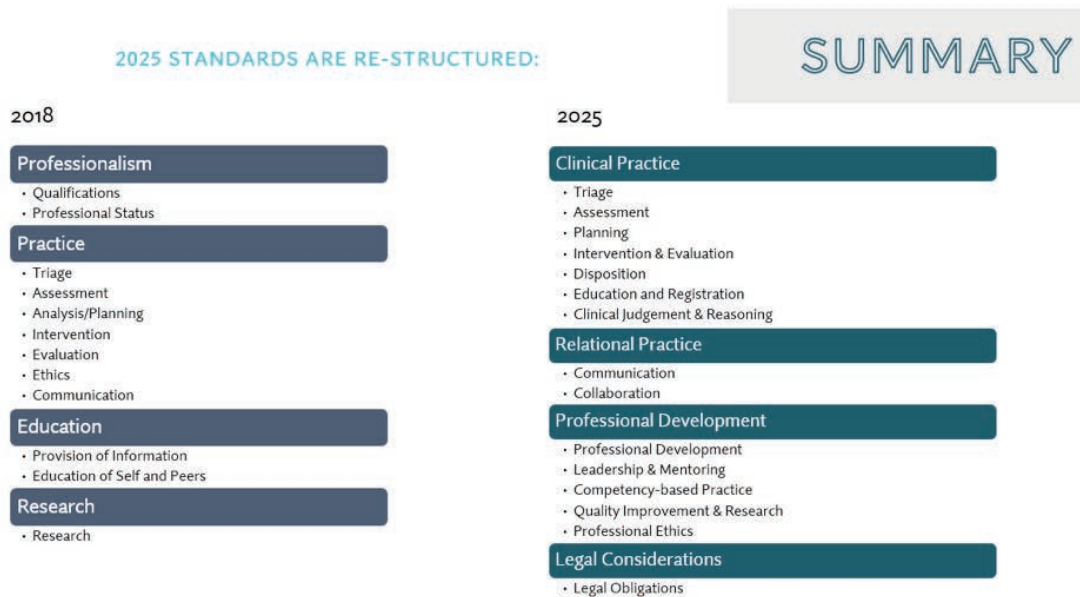 2025 STANDARDS ARE RE-STRUCTURED:
SUMMARY
2018
Professionalism
• Qualifications
• Professional Status
Practice
• Triage
• Assessment
• Analysis/Planning
• Intervention
• Evaluation
• Ethics
• Communication
Education
• Provision of Information
• Education of Self and Peers
Research
• Research
2025
Clinical Practice
• Triage
• Assessment
• Planning
• Intervention & Evaluation
• Disposition
• Education and Registration
• Clinical Judgement & Reasoning
Relational Practice
• Communication
• Collaboration
Professional Development
• Professional Development
• Leadership & Mentoring
• Competency-based Practice
• Quality Improvement & Research
• Professional Ethics
Legal Considerations
• Legal Obligations